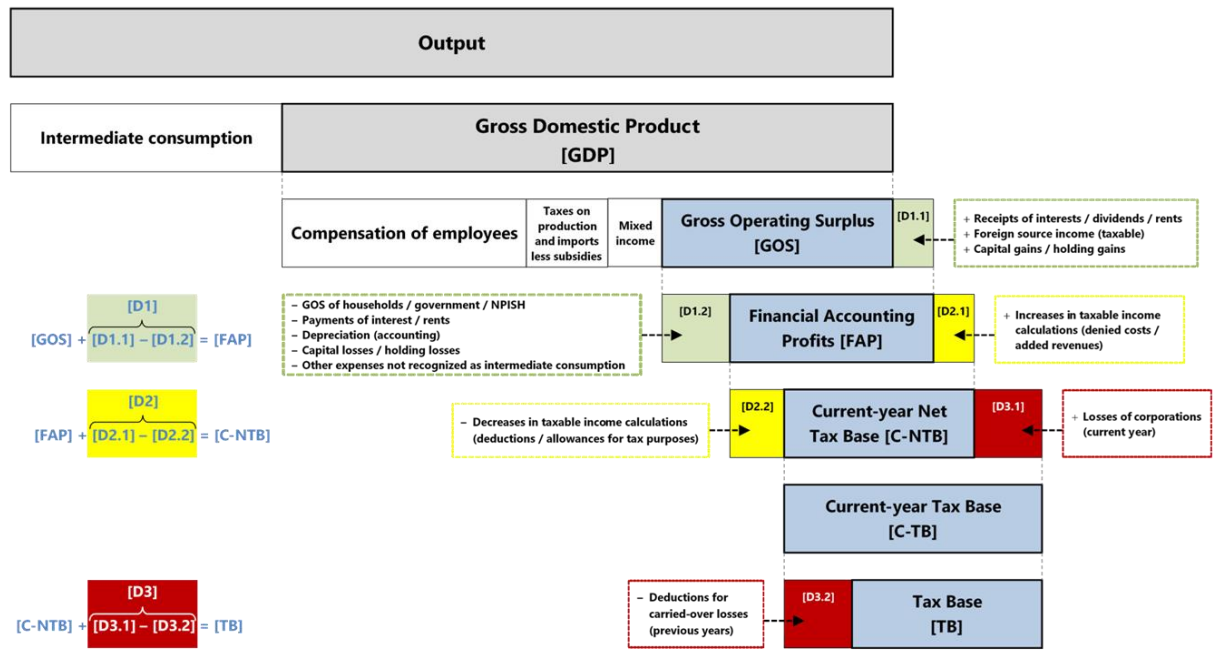 Output
Intermediate consumption
Gross Domestic Product
[GDP]
Compensation of employees
Taxes on
production
and imports
less subsidies
Mixed
income
Gross Operating Surplus
[GOS]
[D1.1]
+ Receipts of interests / dividends / rents
+ Foreign source income (taxable)
+ Capital gains / holding gains
[D1]
[GOS] + [D1.1] – [D1.2] = [FAP]
– GOS of households / government / NPISH
– Payments of interest / rents
– Depreciation (accounting)
– Capital losses / holding losses
– Other expenses not recognized as intermediate consumption
[D1.2]
Financial Accounting
Profits [FAP]
[D2.1]
+ Increases in taxable income
calculations (denied costs /
added revenues)
[D2]
[FAP] + [D2.1] – [D2.2] = [C-NTB]
– Decreases in taxable income calculations
(deductions / allowances for tax purposes)
[D2.2]
Current-year Net
Tax Base [C-NTB]
[D3.1]
+ Losses of corporations
(current year)
Current-year Tax Base
[C-TB]
[D3]
[C-NTB] + [D3.1] – [D3.2] = [TB]
– Deductions for
carried-over losses
(previous years)
[D3.2]
Tax Base
[TB]